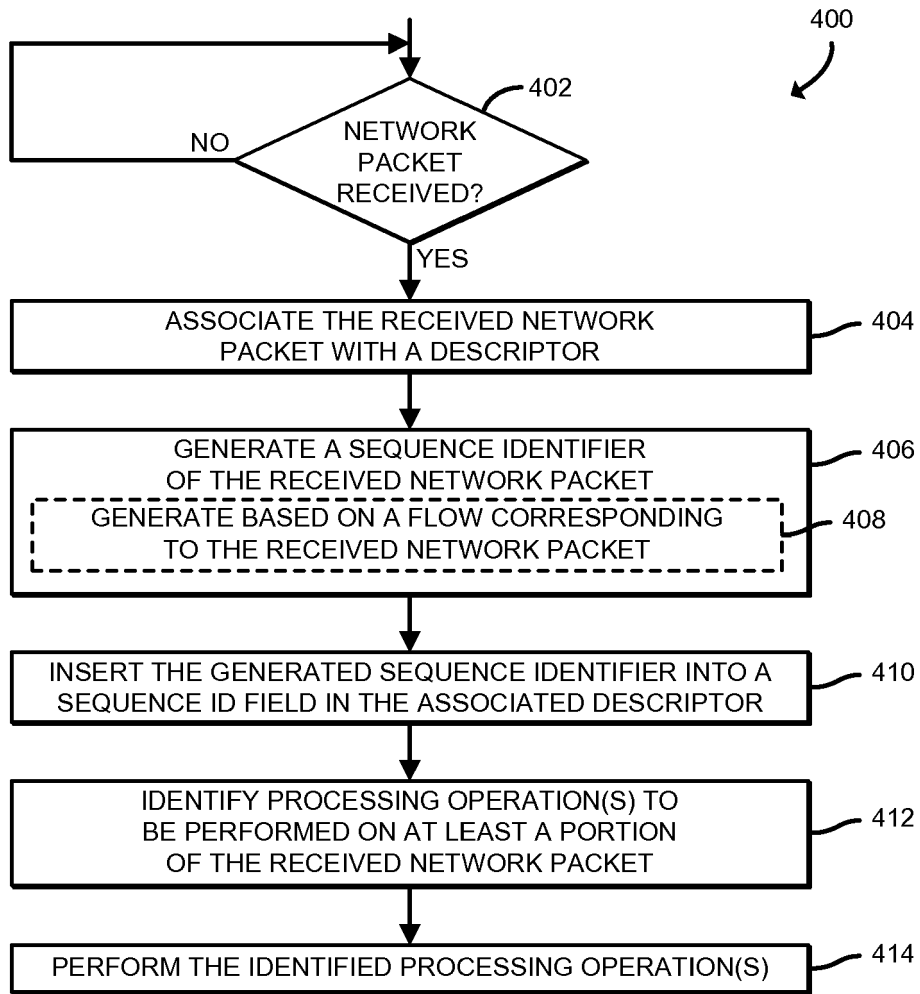 400
402
NETWORK
PACKET
RECEIVED?
NO
YES
ASSOCIATE THE RECEIVED NETWORK
PACKET WITH A DESCRIPTOR
404
GENERATE A SEQUENCE IDENTIFIER
OF THE RECEIVED NETWORK PACKET
406
GENERATE BASED ON A FLOW CORRESPONDING
TO THE RECEIVED NETWORK PACKET
408
INSERT THE GENERATED SEQUENCE IDENTIFIER INTO A
SEQUENCE ID FIELD IN THE ASSOCIATED DESCRIPTOR
410
IDENTIFY PROCESSING OPERATION(S) TO
BE PERFORMED ON AT LEAST A PORTION
OF THE RECEIVED NETWORK PACKET
412
PERFORM THE IDENTIFIED PROCESSING OPERATION(S)
414